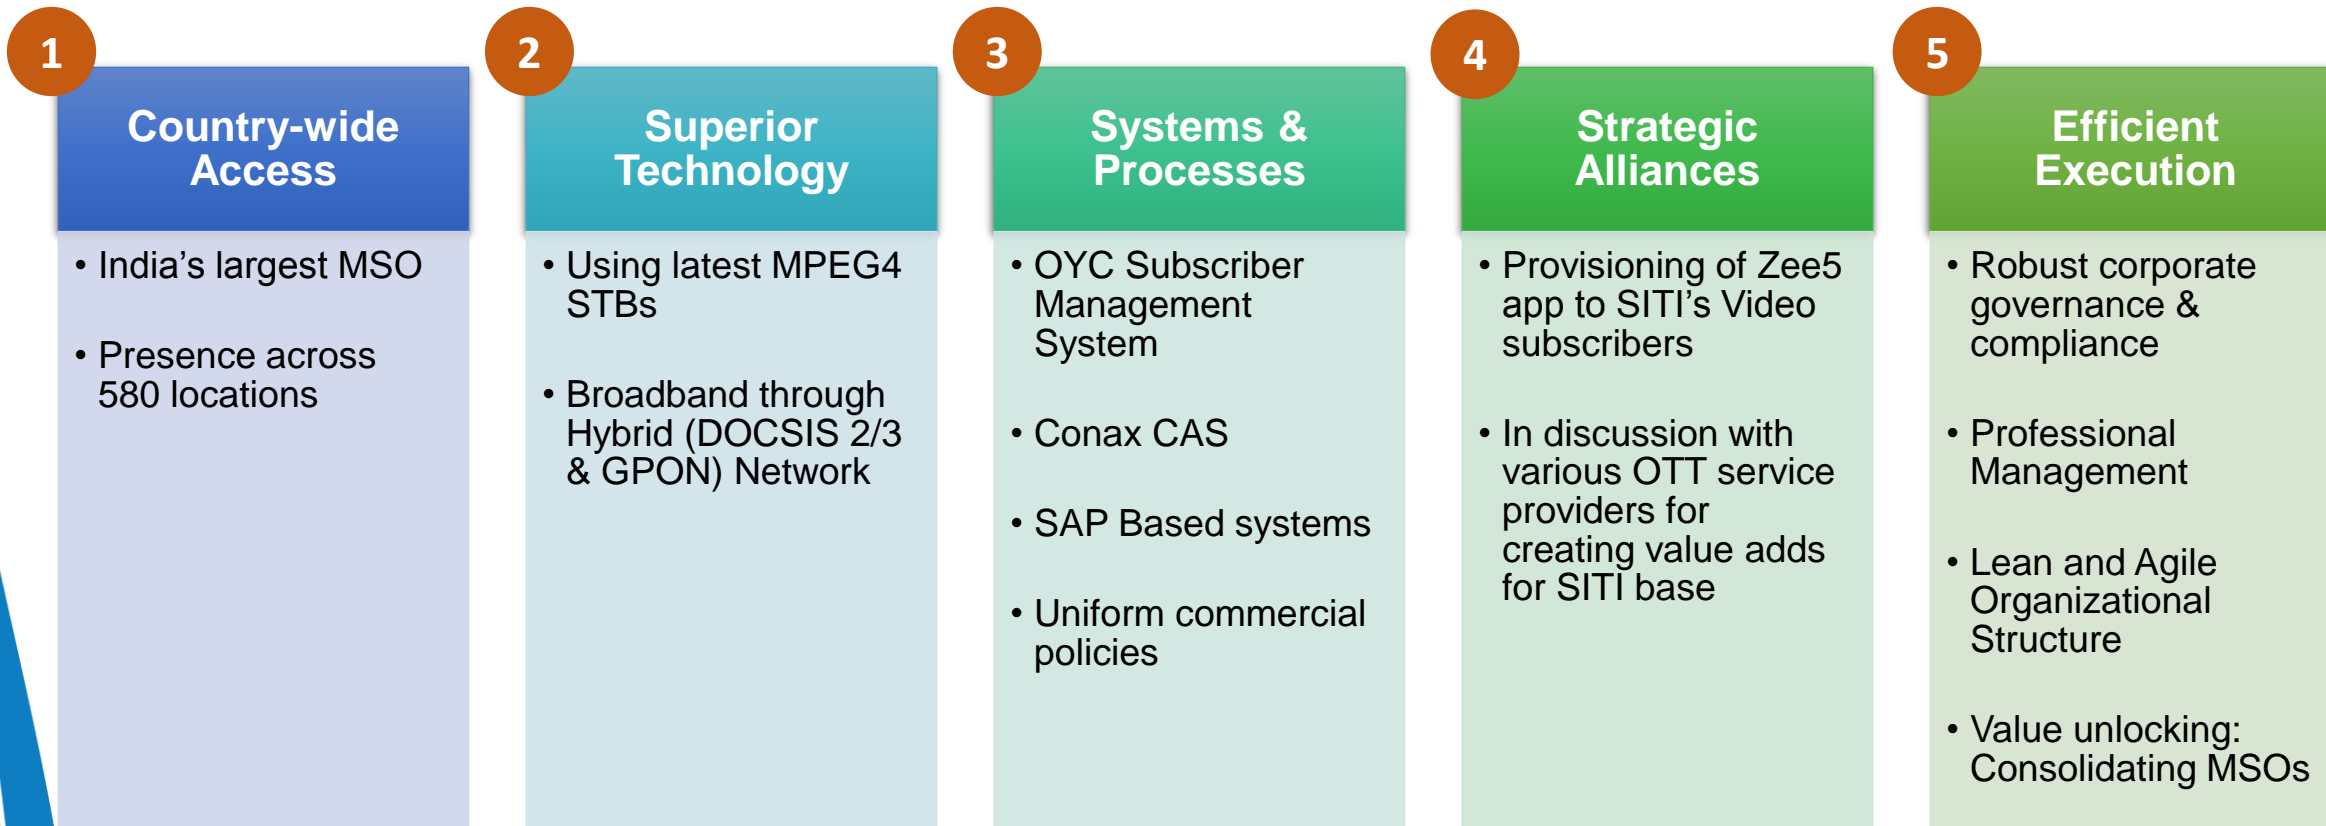 1
Country-wide
Access
• India’s largest MSO
• Presence across
580 locations
2
Superior
Technology
• Using latest MPEG4
STBs
• Broadband through
Hybrid (DOCSIS 2/3
& GPON) Network
3
Systems &
Processes
• OYC Subscriber
Management
System
• Conax CAS
• SAP Based systems
• Uniform commercial
policies
4
Strategic
Alliances
• Provisioning of Zee5
app to SITI’s Video
subscribers
• In discussion with
various OTT service
providers for
creating value adds
for SITI base
5
Efficient
Execution
• Robust corporate
governance &
compliance
• Professional
Management
• Lean and Agile
Organizational
Structure
• Value unlocking:
Consolidating MSOs